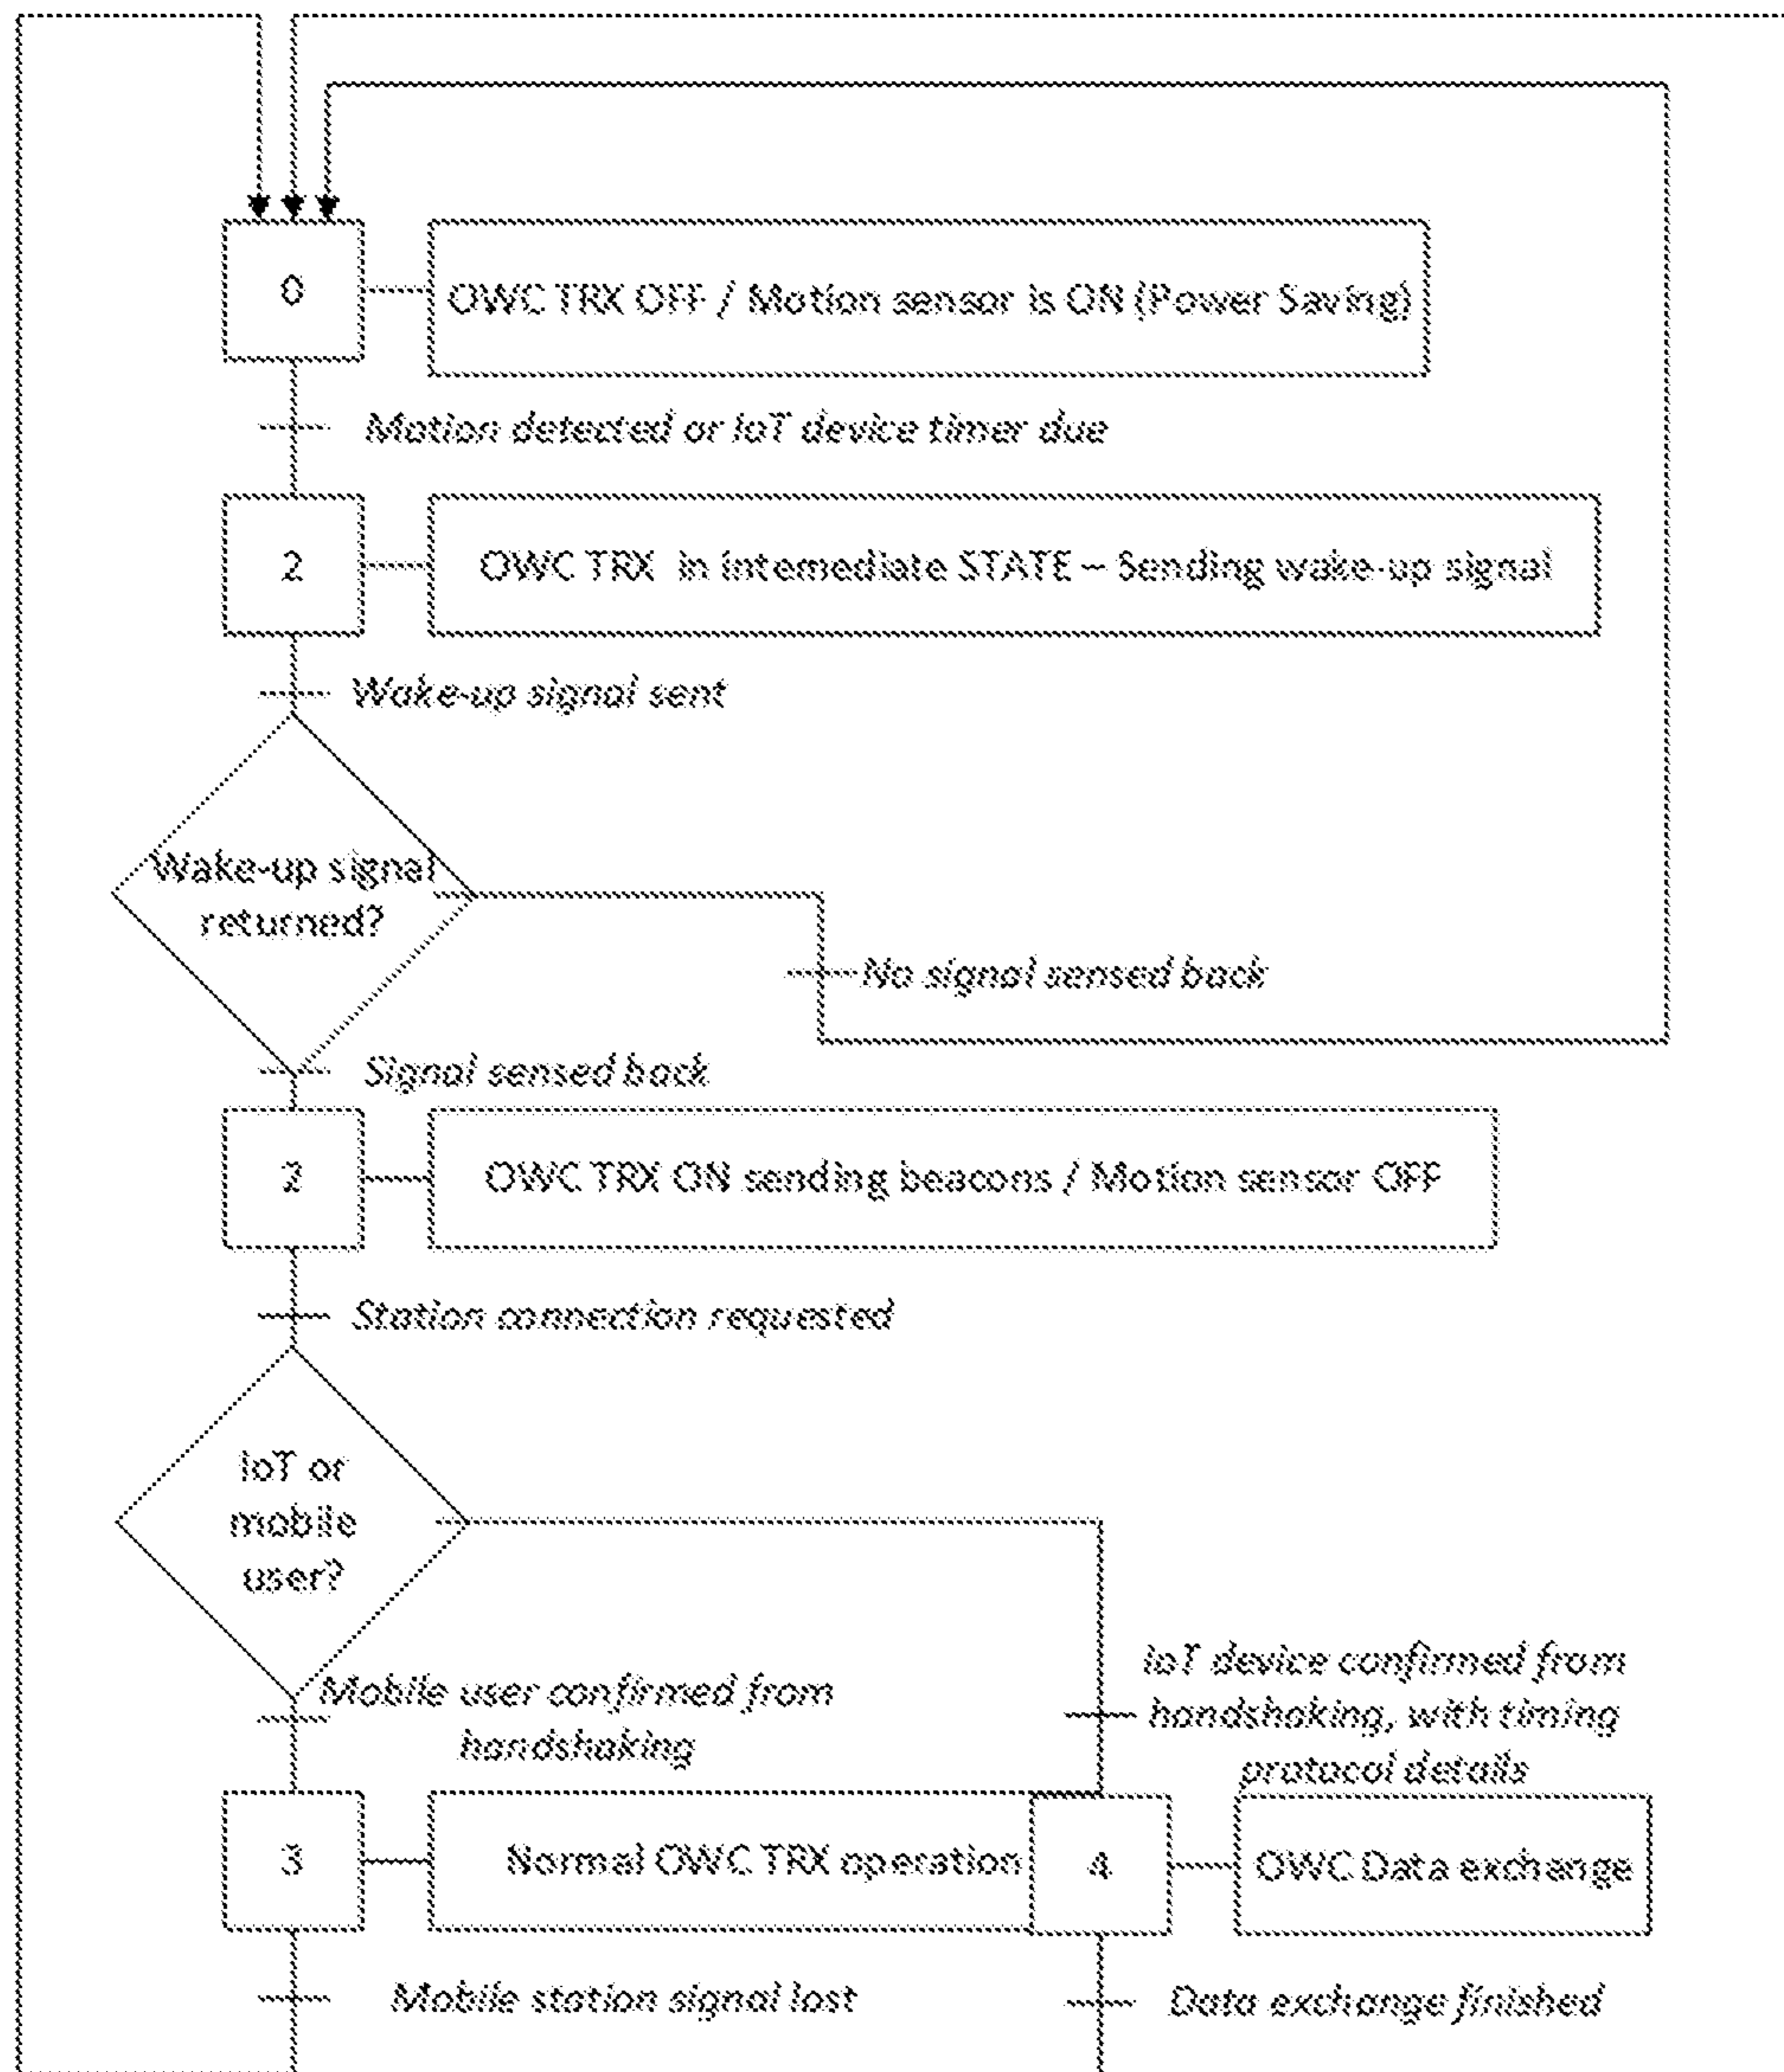 0
OWC TRX OFF / Motion sensor is ON (Power Saving)
Motion detected or IoT device timer due
2
OWC TRX in intemediate STATE – Sending wake-up signal
Wake-up signal sent
Wake-up signal
returned?
No signal sensed back
Signal sensed back
2
OWC TRX ON sending beacons / Motion sensor OFF
Station connection requested
IoT or
mobile
user?
Mobile user confirmed from
handshaking
IoT device confirmed from
handshaking, with timing
protocol details
3
Normal OWC TRX operation
4
OWC Data exchange
Mobile station signal lost
Data exchange finished